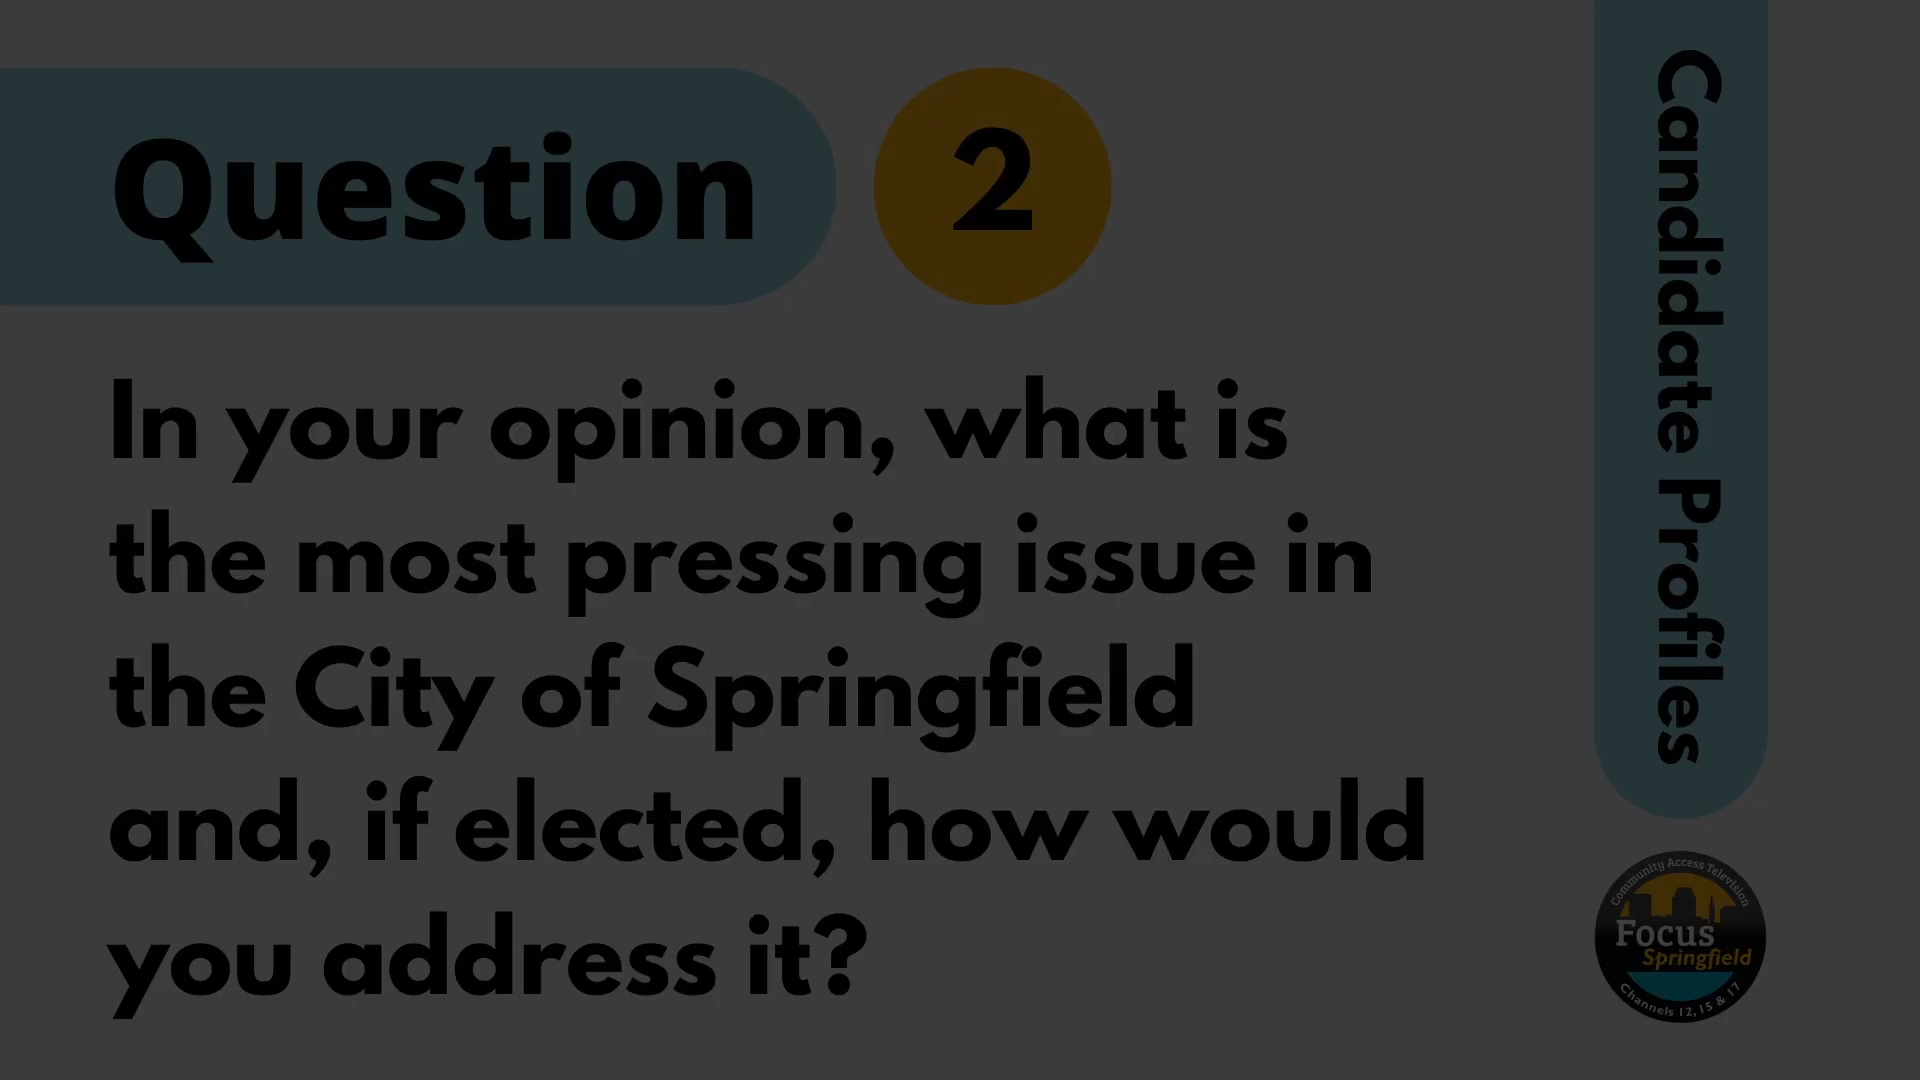 Question 2
In your opinion, what is
the most pressing issue in
the City of Springfield
and, if elected, how would
you address it?
Candidate Profiles
Community Access Television
Focus
Springfield
Channels 12, 15 & 17